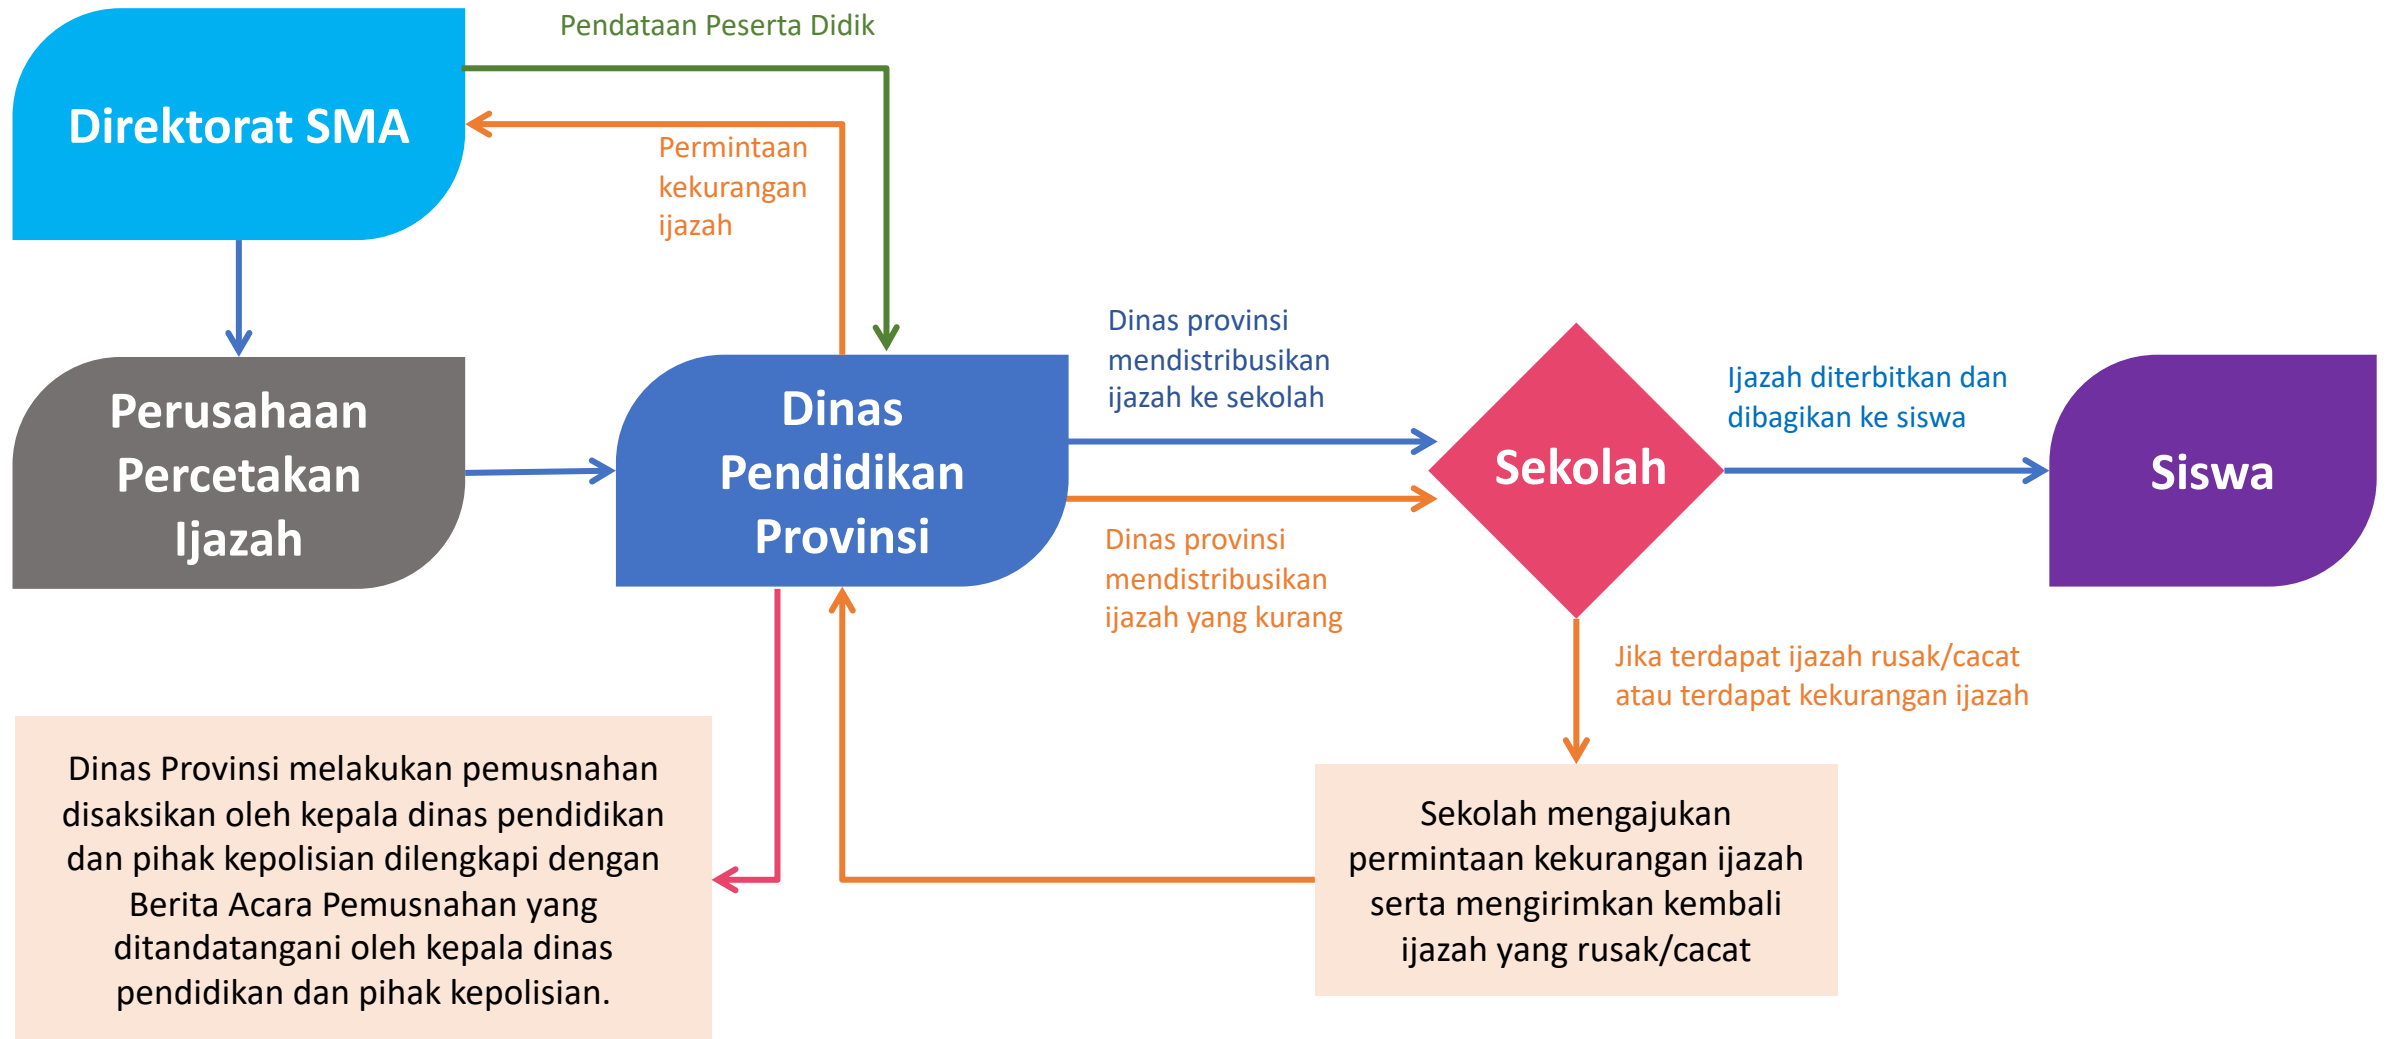 Pendataan Peserta Didik
Direktorat SMA
Permintaan
kekurangan
ijazah
Perusahaan
Percetakan
Ijazah
Dinas
Pendidikan
Provinsi
Dinas provinsi
mendistribusikan
ijazah ke sekolah
Dinas provinsi
mendistribusikan
ijazah yang kurang
Sekolah
Ijazah diterbitkan dan
dibagikan ke siswa
Siswa
Jika terdapat ijazah rusak/cacat
atau terdapat kekurangan ijazah
Dinas Provinsi melakukan pemusnahan
disaksikan oleh kepala dinas pendidikan
dan pihak kepolisian dilengkapi dengan
Berita Acara Pemusnahan yang
ditandatangani oleh kepala dinas
pendidikan dan pihak kepolisian.
Sekolah mengajukan
permintaan kekurangan ijazah
serta mengirimkan kembali
ijazah yang rusak/cacat